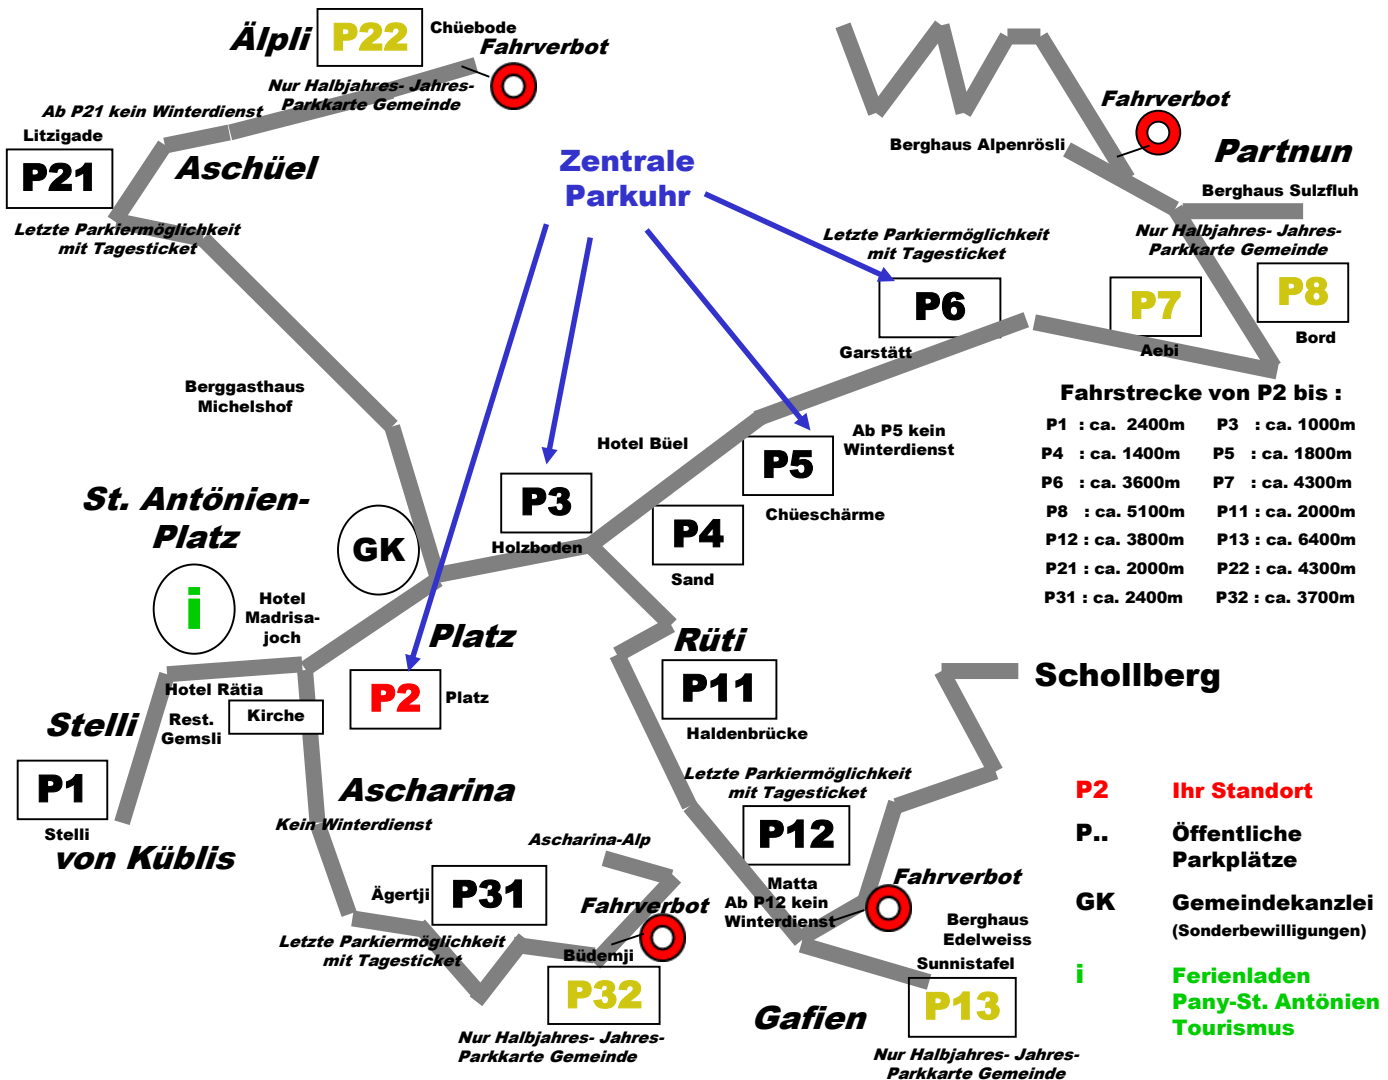 Älpli
P22
Chüebode
Fahrverbot
Nur Halbjahres- Jahres-
Parkkarte Gemeinde
Ab P21 kein Winterdienst
Litzigade
P21
Aschüel
Letzte Parkiermöglichkeit
mit Tagesticket
Zentrale
Parkuhr
Fahrverbot
Berghaus Alpenrösli
Partnun
Berghaus Sulzfluh
Nur Halbjahres- Jahres-
Parkkarte Gemeinde
Letzte Parkiermöglichkeit
mit Tagesticket
P6
Garstätt
P7
Aebi
P8
Bord
Berggasthaus
Michelshof
Hotel Büel
Ab P5 kein
Winterdienst
P5
Chüeschärme
P3
Holzboden
P4
Sand
Fahrstrecke von P2 bis :
P1 : ca. 2400m P3 : ca. 1000m
P4 : ca. 1400m P5 : ca. 1800m
P6 : ca. 3600m P7 : ca. 4300m
P8 : ca. 5100m P11 : ca. 2000m
P12 : ca. 3800m P13 : ca. 6400m
P21 : ca. 2000m P22 : ca. 4300m
P31 : ca. 2400m P32 : ca. 3700m
St. Antönien-
Platz
GK
i
Hotel
Madrisa-
joch
Platz
P2
Platz
Hotel Rätia
Rest.
Gemsli
Kirche
Stelli
P1
Stelli
von Küblis
Rüti
P11
Haldenbrücke
Schollberg
Ascharina
Kein Winterdienst
Ascharina-Alp
Ägertji
P31
Letzte Parkiermöglichkeit
mit Tagesticket
Fahrverbot
Büdemji
P32
Nur Halbjahres- Jahres-
Parkkarte Gemeinde
Letzte Parkiermöglichkeit
mit Tagesticket
P12
Matta
Ab P12 kein
Winterdienst
Fahrverbot
Berghaus
Edelweiss
Sunnistafel
P13
Gafien
Nur Halbjahres- Jahres-
Parkkarte Gemeinde
P2 Ihr Standort
P.. Öffentliche
Parkplätze
GK Gemeindekanzlei
(Sonderbewilligungen)
i Ferienladen
Pany-St. Antönien
Tourismus